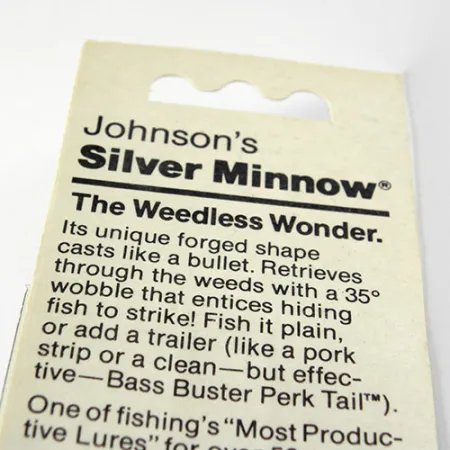 Johnson's
Silver Minnow®
The Weedless Wonder.
Its unique forged shape
casts like a bullet. Retrieves
through the weeds with a 35°
wobble that entices hiding
fish to strike! Fish it plain,
or add a trailer (like a pork
strip or a clean—but effec-
tive—Bass Buster Perk Tail™).
One of fishing's "Most Produc-
tive Lures" for over